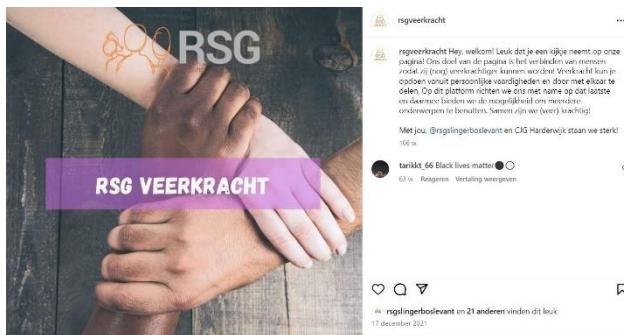 RSG
RSG VEERKRACHT
rsgveerkracht
rsgveerkracht Hey, welkom! Leuk dat je een kijkje neemt op onze
pagina! Ons doel van de pagina is het verbinden van mensen
zodat zij (nog) veerkrachtiger kunnen worden! Veerkracht kun je
opdoen vanuit persoonlijke vaardigheden en door met elkaar te
delen. Op dit platform richten we ons met name op dat laatste
en daarmee bieden we de mogelijkheid om meerdere
onderwerpen te benutten. Samen zijn we (veer) krachtig!
Met jou, @rsgslingerboslevant en CJG Harderwijk staan we sterk!
106 w.
tarikkt_66 Black lives matter⚫⚪
62 w. Reageren Vertaling weergeven
rsgslingerboslevant en 21 anderen vinden dit leuk
17 december 2021